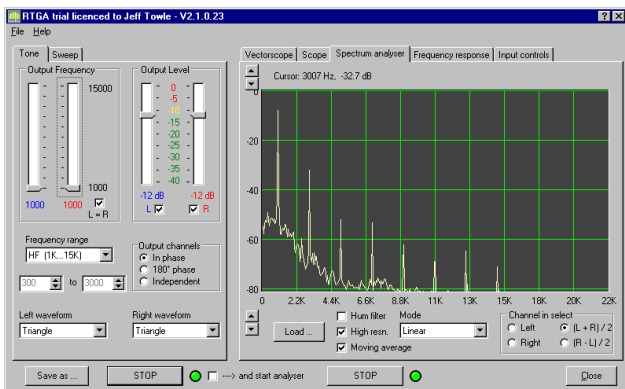 RTGA trial licenced to Jeff Towle - V2.1.0.23
File Help
Tone Sweep
Output Frequency
15000
1000
1000 1000
L = R
Output Level
0
-5
-10
-15
-20
-25
-30
-35
-40
-12 dB -12 dB
L R
Frequency range
HF (1K...15K)
300 to 3000
Output channels
In phase
180° phase
Independent
Left waveform Right waveform
Triangle Triangle
Vectorscope Scope Spectrum analyser Frequency response Input controls
Cursor: 3007 Hz, -32.7 dB
0
-20
-40
-60
-80
0 2.2K 4.4K 6.6K 8.8K 11K 13K 15K 18K 20K 22K
Load ...
Hum filter
High resn.
Moving average
Mode
Linear
Channel in select
Left (L + R) / 2
Right (R - L) / 2
Save as ... STOP ----> and start analyser STOP Close